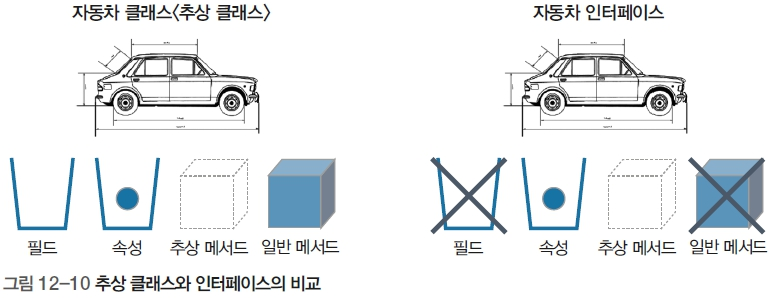 자동차 클래스<추상 클래스>
자동차 인터페이스
필드 속성 추상 메서드 일반 메서드
필드 속성 추상 메서드 일반 메서드
그림 12-10 추상 클래스와 인터페이스의 비교